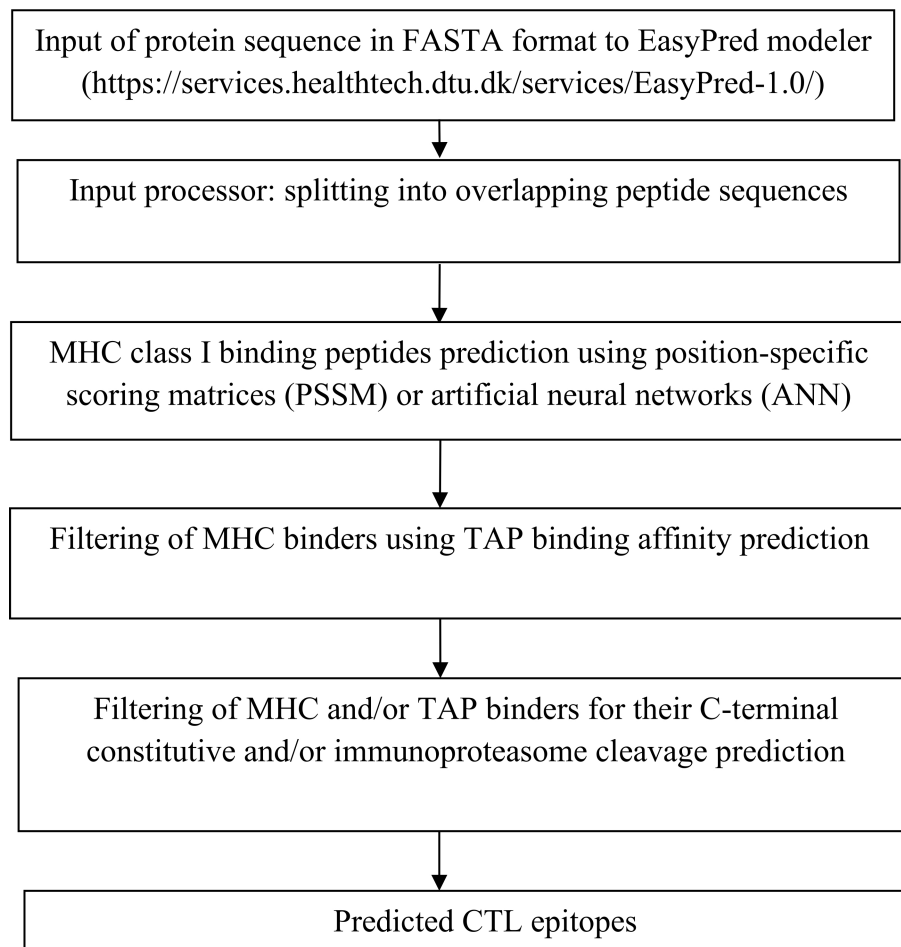 Input of protein sequence in FASTA format to EasyPred modeler
(https://services.healthtech.dtu.dk/services/EasyPred-1.0/)
Input processor: splitting into overlapping peptide sequences
MHC class I binding peptides prediction using position-specific
scoring matrices (PSSM) or artificial neural networks (ANN)
Filtering of MHC binders using TAP binding affinity prediction
Filtering of MHC and/or TAP binders for their C-terminal
constitutive and/or immunoproteasome cleavage prediction
Predicted CTL epitopes